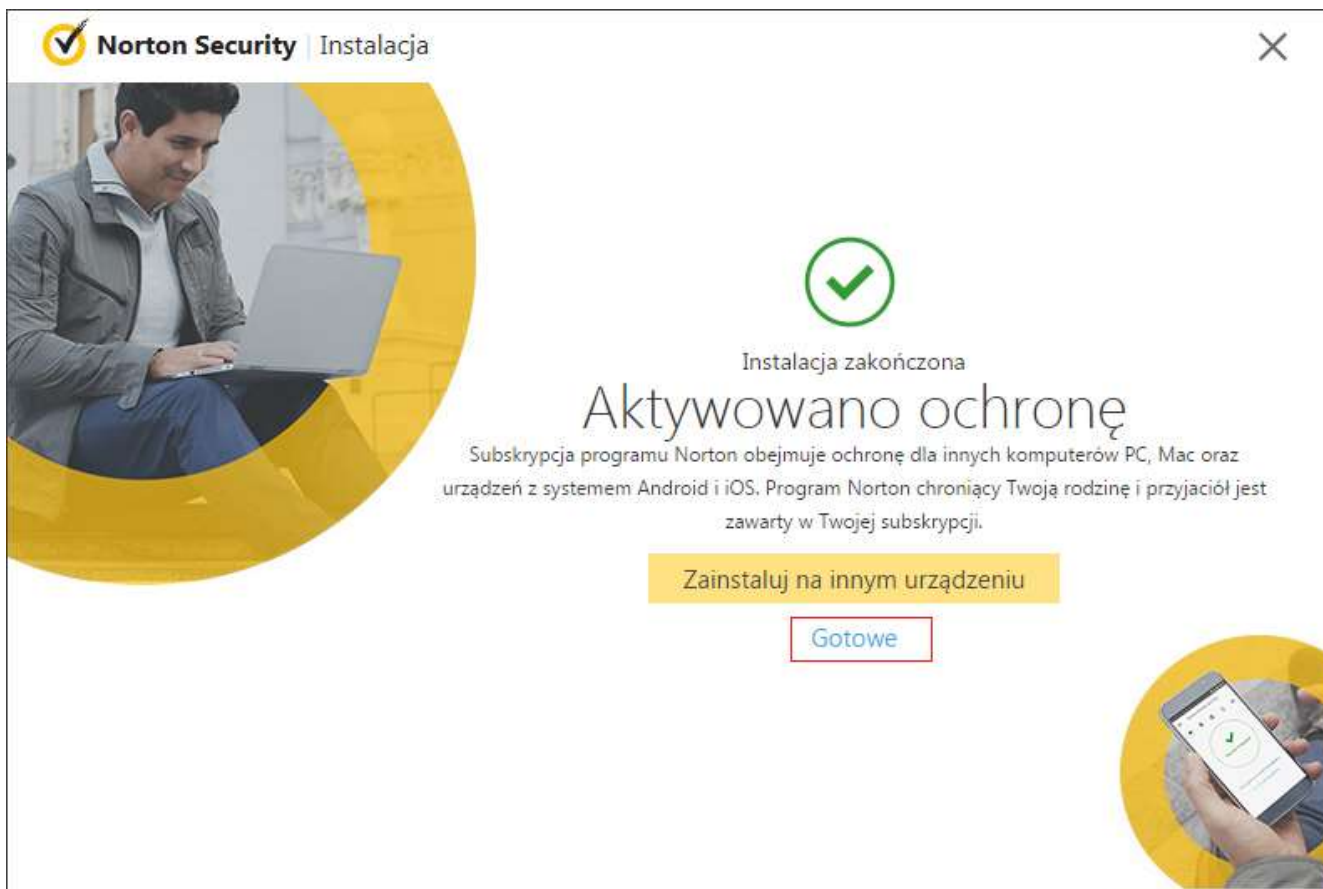 Norton Security | Instalacja
Instalacja zakończona
Aktywowano ochronę
Subskrypcja programu Norton obejmuje ochronę dla innych komputerów PC, Mac oraz
urządzeń z systemem Android i iOS. Program Norton chroniący Twoją rodzinę i przyjaciół jest
zawarty w Twojej subskrypcji.
Zainstaluj na innym urządzeniu
Gotowe